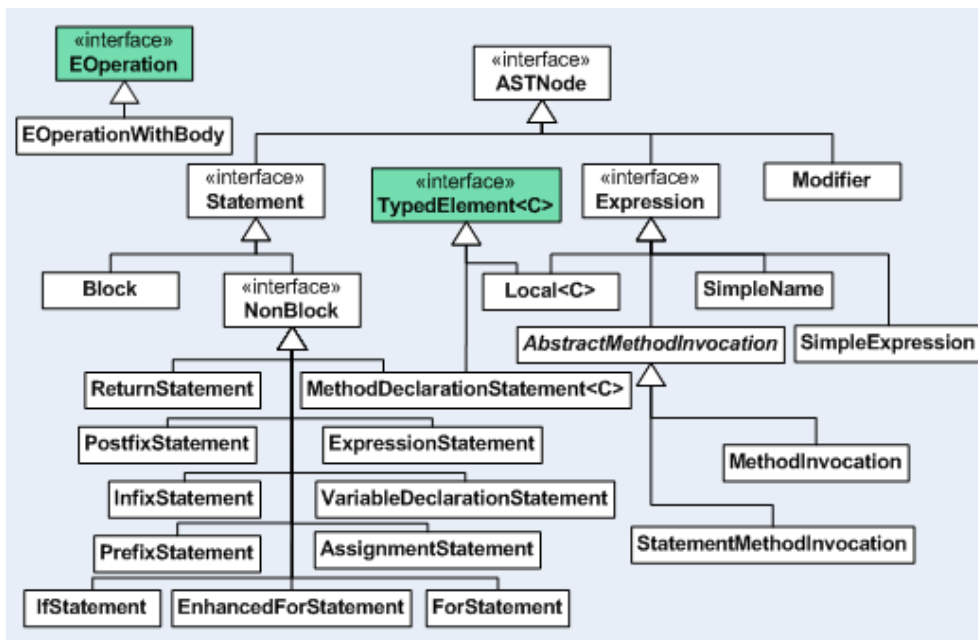 «interface»
EOperation
«interface»
ASTNode
EOperationWithBody
«interface»
Statement
«interface»
TypedElement<C>
«interface»
Expression
Modifier
Block
«interface»
NonBlock
Local<C>
SimpleName
AbstractMethodInvocation
SimpleExpression
ReturnStatement
MethodDeclarationStatement<C>
PostfixStatement
ExpressionStatement
MethodInvocation
InfixStatement
VariableDeclarationStatement
PrefixStatement
AssignmentStatement
StatementMethodInvocation
IfStatement
EnhancedForStatement
ForStatement